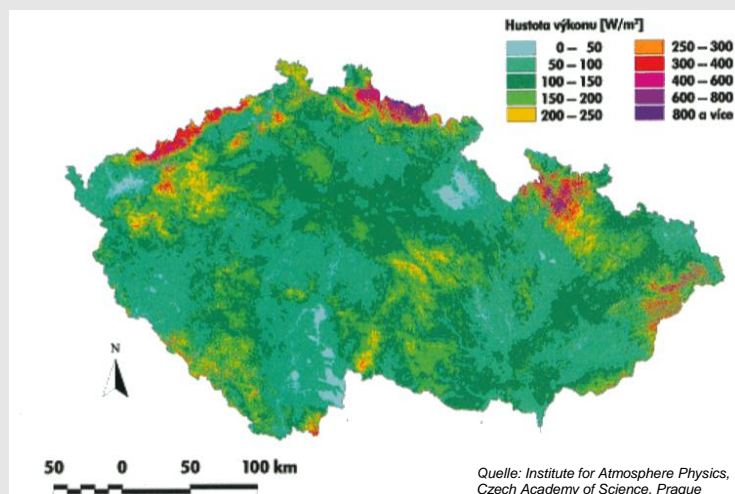 Hustota výkonu [W/m²]
0 – 50
50 – 100
100 – 150
150 – 200
200 – 250
250 – 300
300 – 400
400 – 600
600 – 800
800 a více
N
50 0 50 100 km
Quelle: Institute for Atmosphere Physics,
Czech Academy of Science, Prague